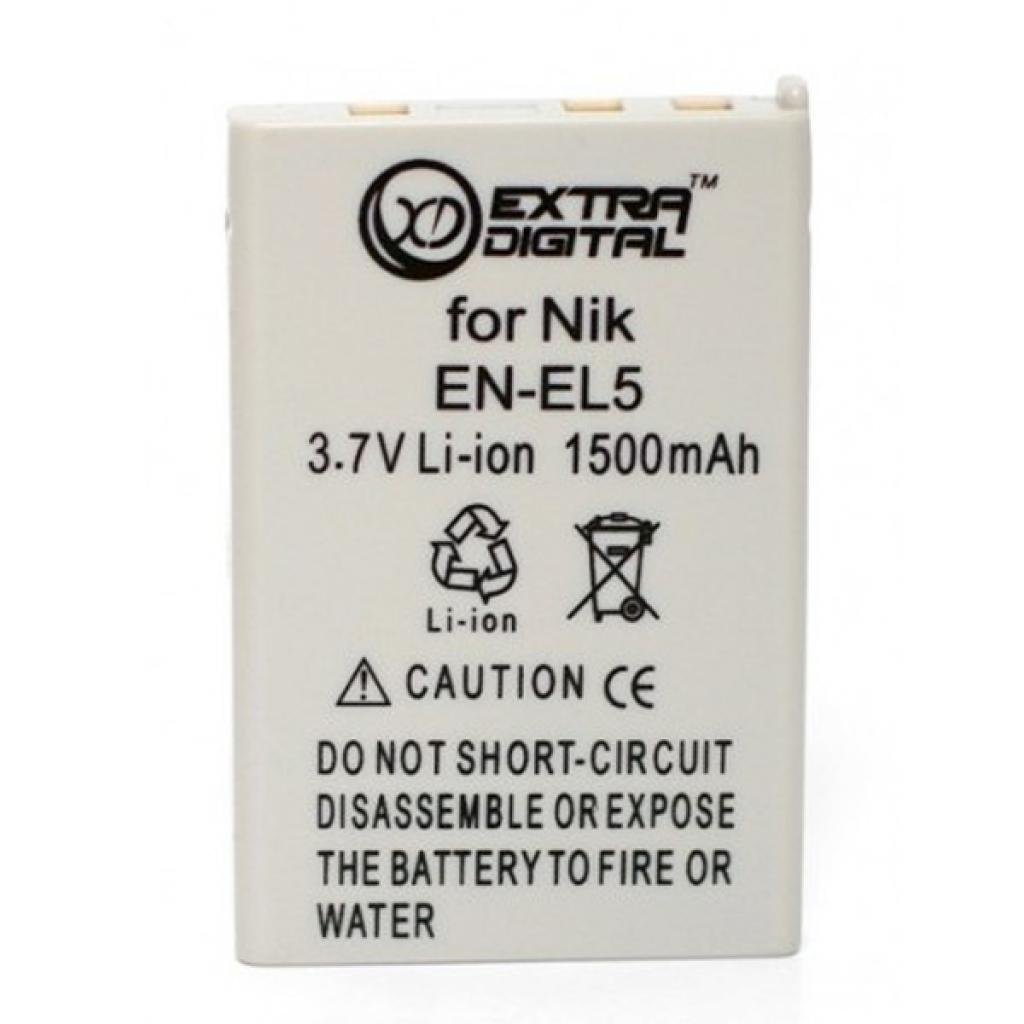 XD EXTRA™
DIGITAL
for Nik
EN-EL5
3.7V Li-ion 1500mAh
Li-ion
CAUTION CE
DO NOT SHORT-CIRCUIT
DISASSEMBLE OR EXPOSE
THE BATTERY TO FIRE OR
WATER